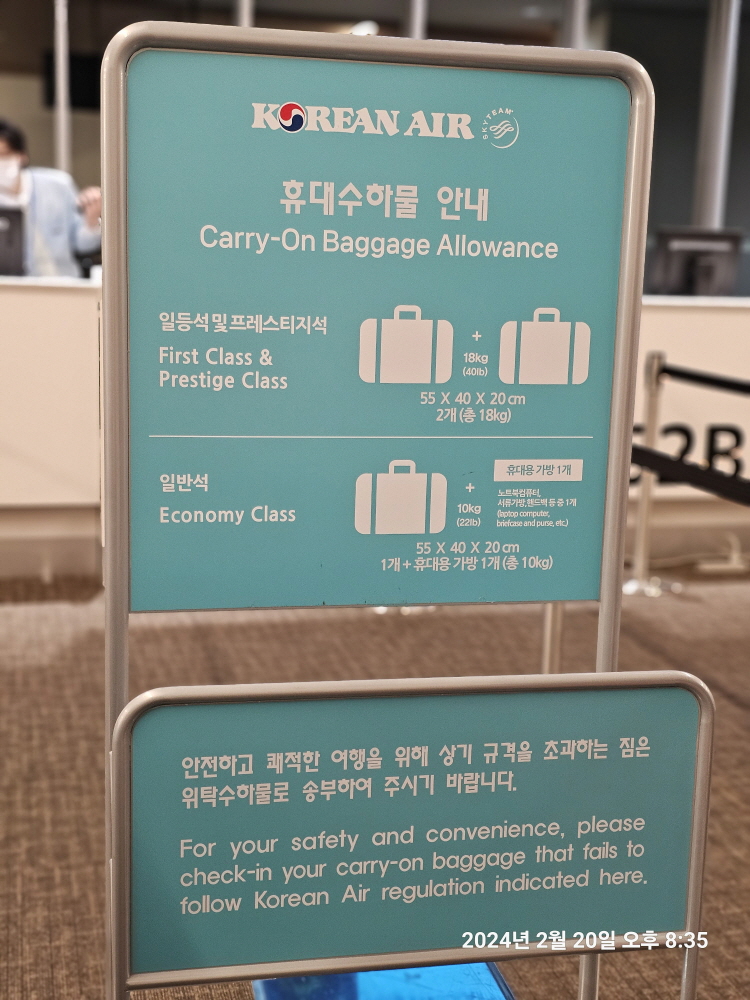 KOREAN AIR
SKYTEAM
휴대수하물 안내
Carry-On Baggage Allowance
일등석 및 프레스티지석
First Class &
Prestige Class
+
18kg
(40lb)
55 X 40 X 20 cm
2개 (총 18kg)
일반석
Economy Class
+
10kg
(22lb)
휴대용 가방 1개
노트북컴퓨터,
서류가방,핸드백 등 중 1개
(laptop computer,
briefcase and purse, etc.)
55 X 40 X 20 cm
1개 + 휴대용 가방 1개 (총 10kg)
52B
안전하고 쾌적한 여행을 위해 상기 규격을 초과하는 짐은
위탁수하물로 송부하여 주시기 바랍니다.
For your safety and convenience, please
check-in your carry-on baggage that fails to
follow Korean Air regulation indicated here.
2024년 2월 20일 오후 8:35